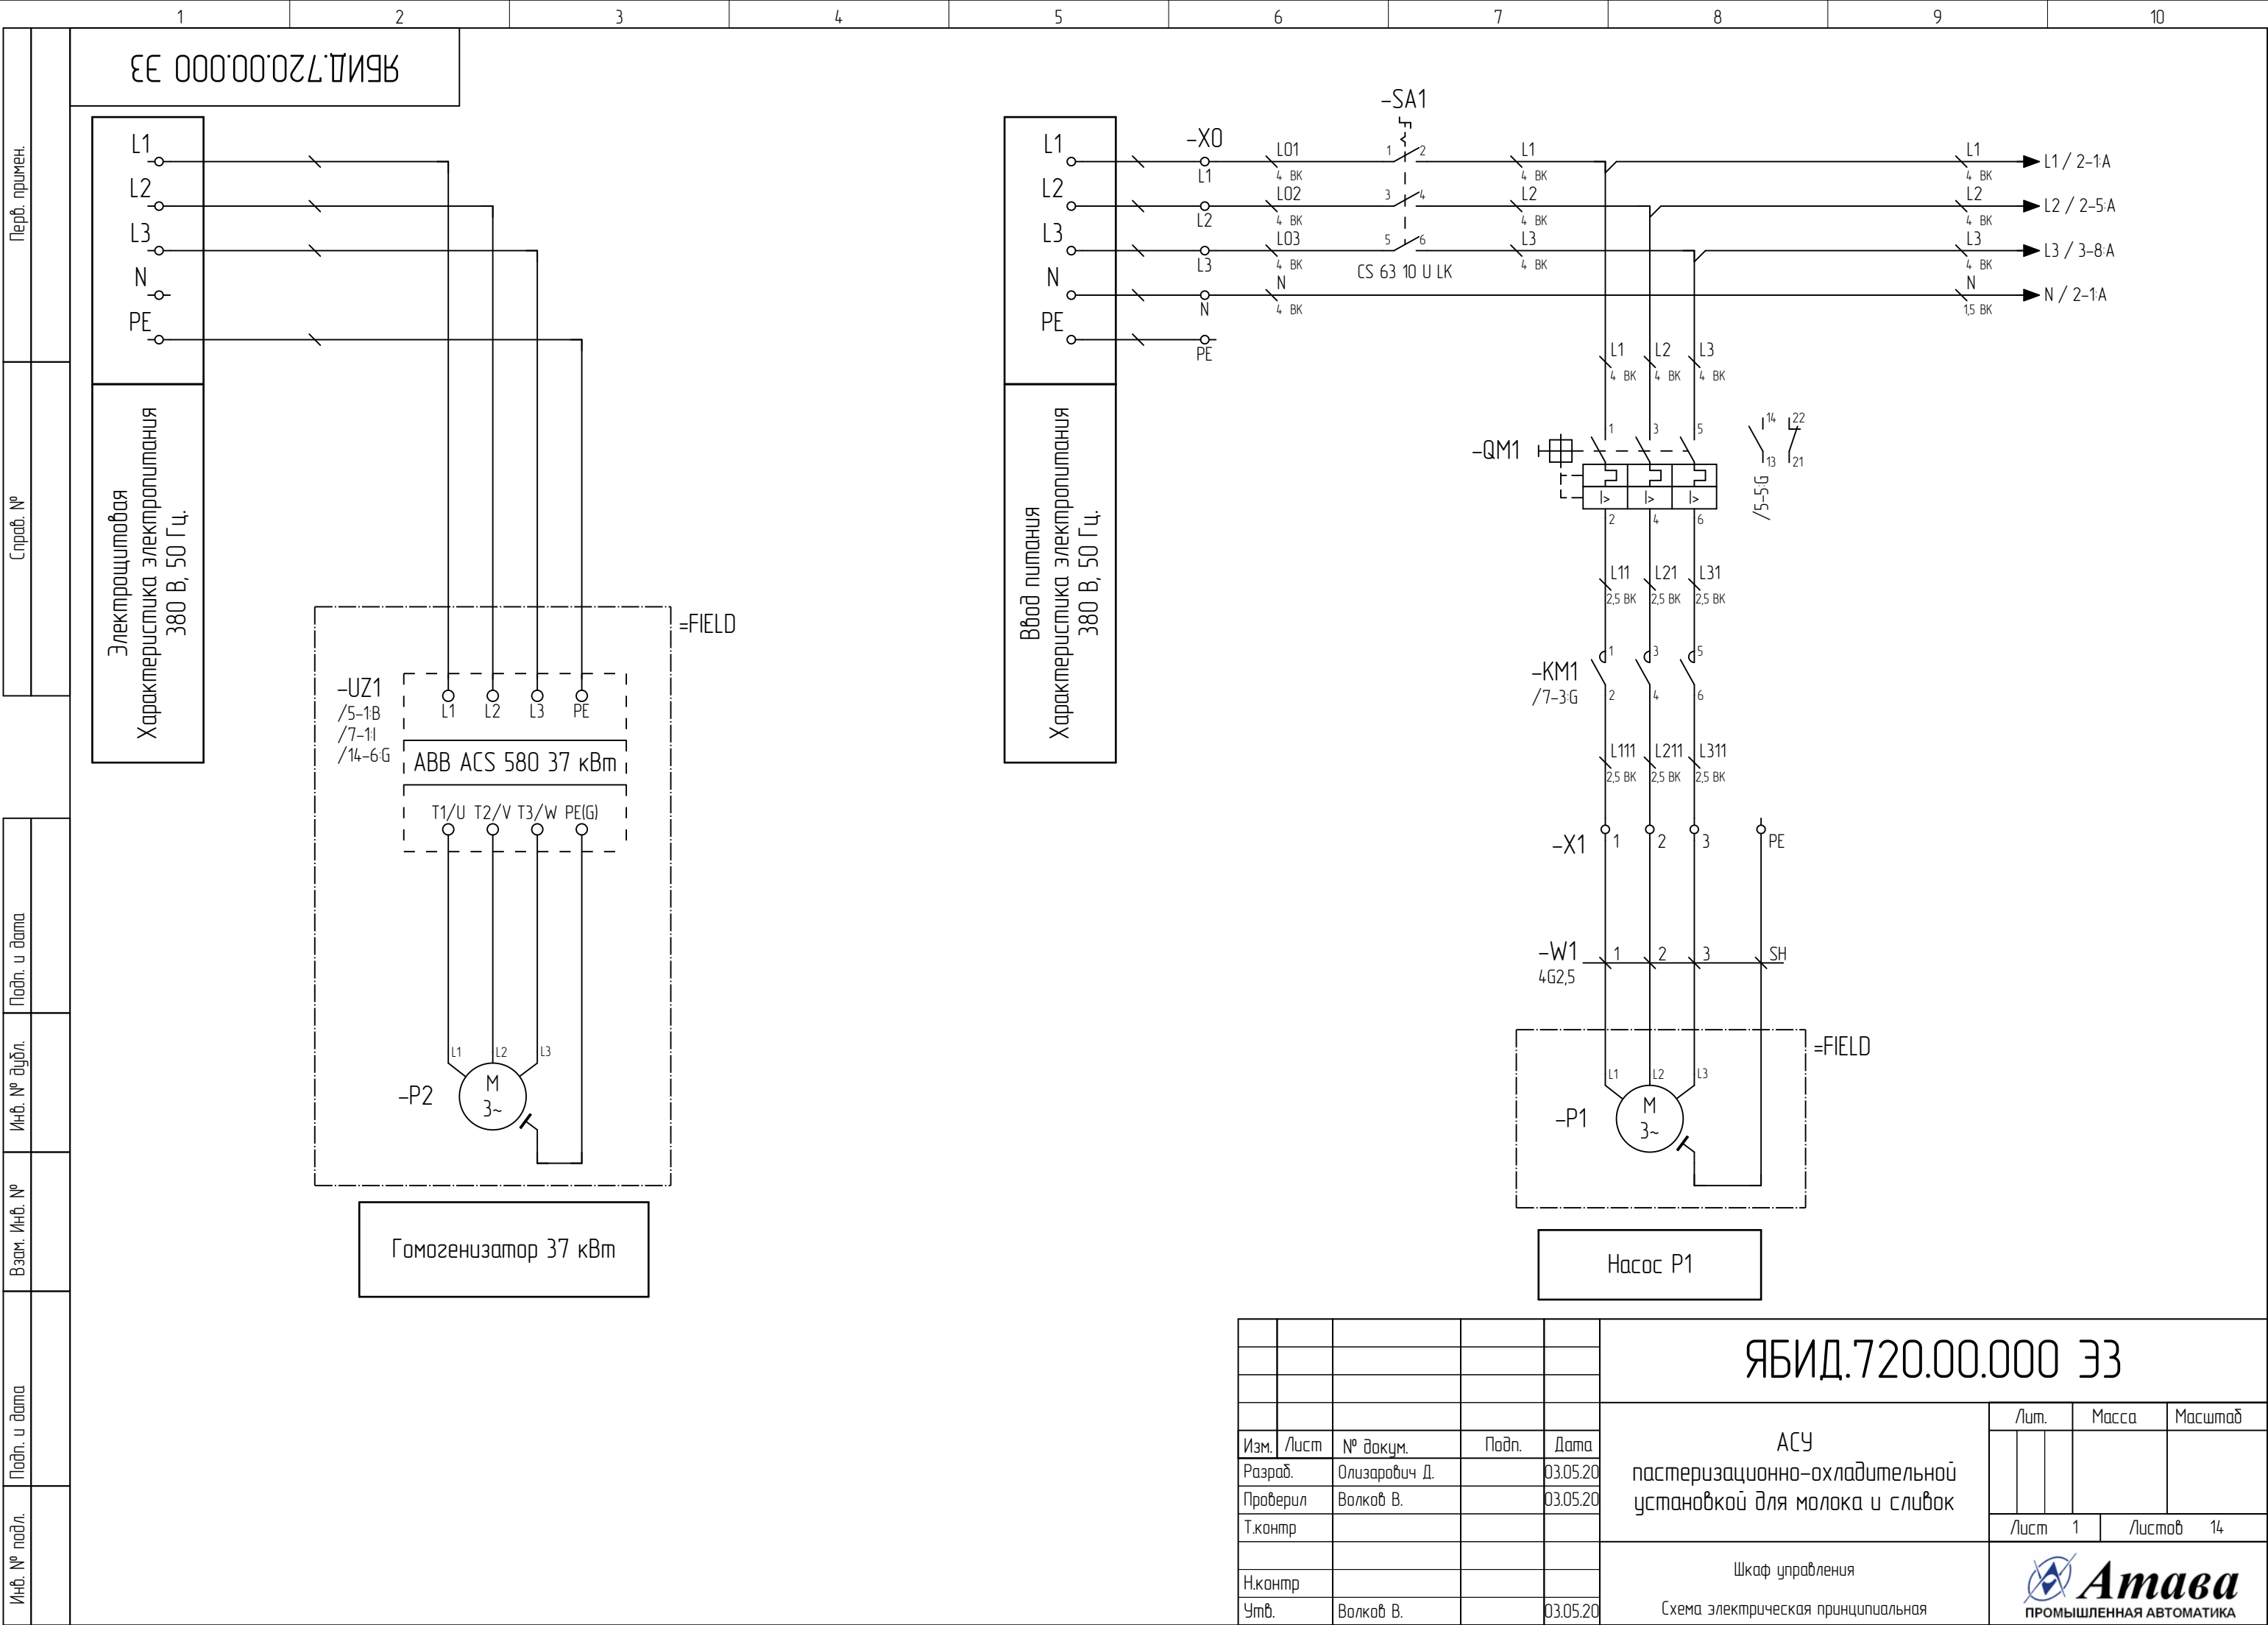 1 2 3 4 5 6 7 8 9 10
ЯБИД.720.00.000 ЭЗ
Перв. примен.
Справ. №
Подп. и дата
Инв. № дубл.
Взам. Инв. №
Подп. и дата
Инв. № подл.
L1
L2
L3
N
PE
Электрощитовая
Характеристика электропитания
380 В, 50 Гц.
=FIELD
-UZ1
/5-1:B
/7-1:I
/14-6:G
L1 L2 L3 PE
ABB ACS 580 37 кВт
T1/U T2/V T3/W PE(G)
L1 L2 L3
-P2
M
3~
Гомогенизатор 37 кВт
L1
L2
L3
N
PE
Ввод питания
Характеристика электропитания
380 В, 50 Гц.
-X0
L1
L2
L3
N
PE
L01
4 BK
L02
4 BK
L03
4 BK
N
4 BK
-SA1
1 2
3 4
5 6
CS 63 10 U LK
L1
4 BK
L2
4 BK
L3
4 BK
L1
4 BK
L2
4 BK
L3
4 BK
N
1,5 BK
L1 / 2-1:A
L2 / 2-5:A
L3 / 3-8:A
N / 2-1:A
L1 L2 L3
4 BK 4 BK 4 BK
-QM1
1 3 5
I> I> I>
2 4 6
14 22
13 21
/5-5:G
L11 L21 L31
2,5 BK 2,5 BK 2,5 BK
-KM1
/7-3:G
1 3 5
2 4 6
L111 L211 L311
2,5 BK 2,5 BK 2,5 BK
-X1 1 2 3 PE
-W1 1 2 3 SH
4G2,5
=FIELD
L1 L2 L3
-P1
M
3~
Насос P1
ЯБИД.720.00.000 ЭЗ
Изм. Лист № докум. Подп. Дата
Разраб. Олизарович Д. 03.05.20
Проверил Волков В. 03.05.20
Т.контр
Н.контр
Утв. Волков В. 03.05.20
АСУ
пастеризационно-охладительной
установкой для молока и сливок
Лит. Масса Масштаб
Лист 1 Листов 14
Шкаф управления
Схема электрическая принципиальная
Атава
ПРОМЫШЛЕННАЯ АВТОМАТИКА